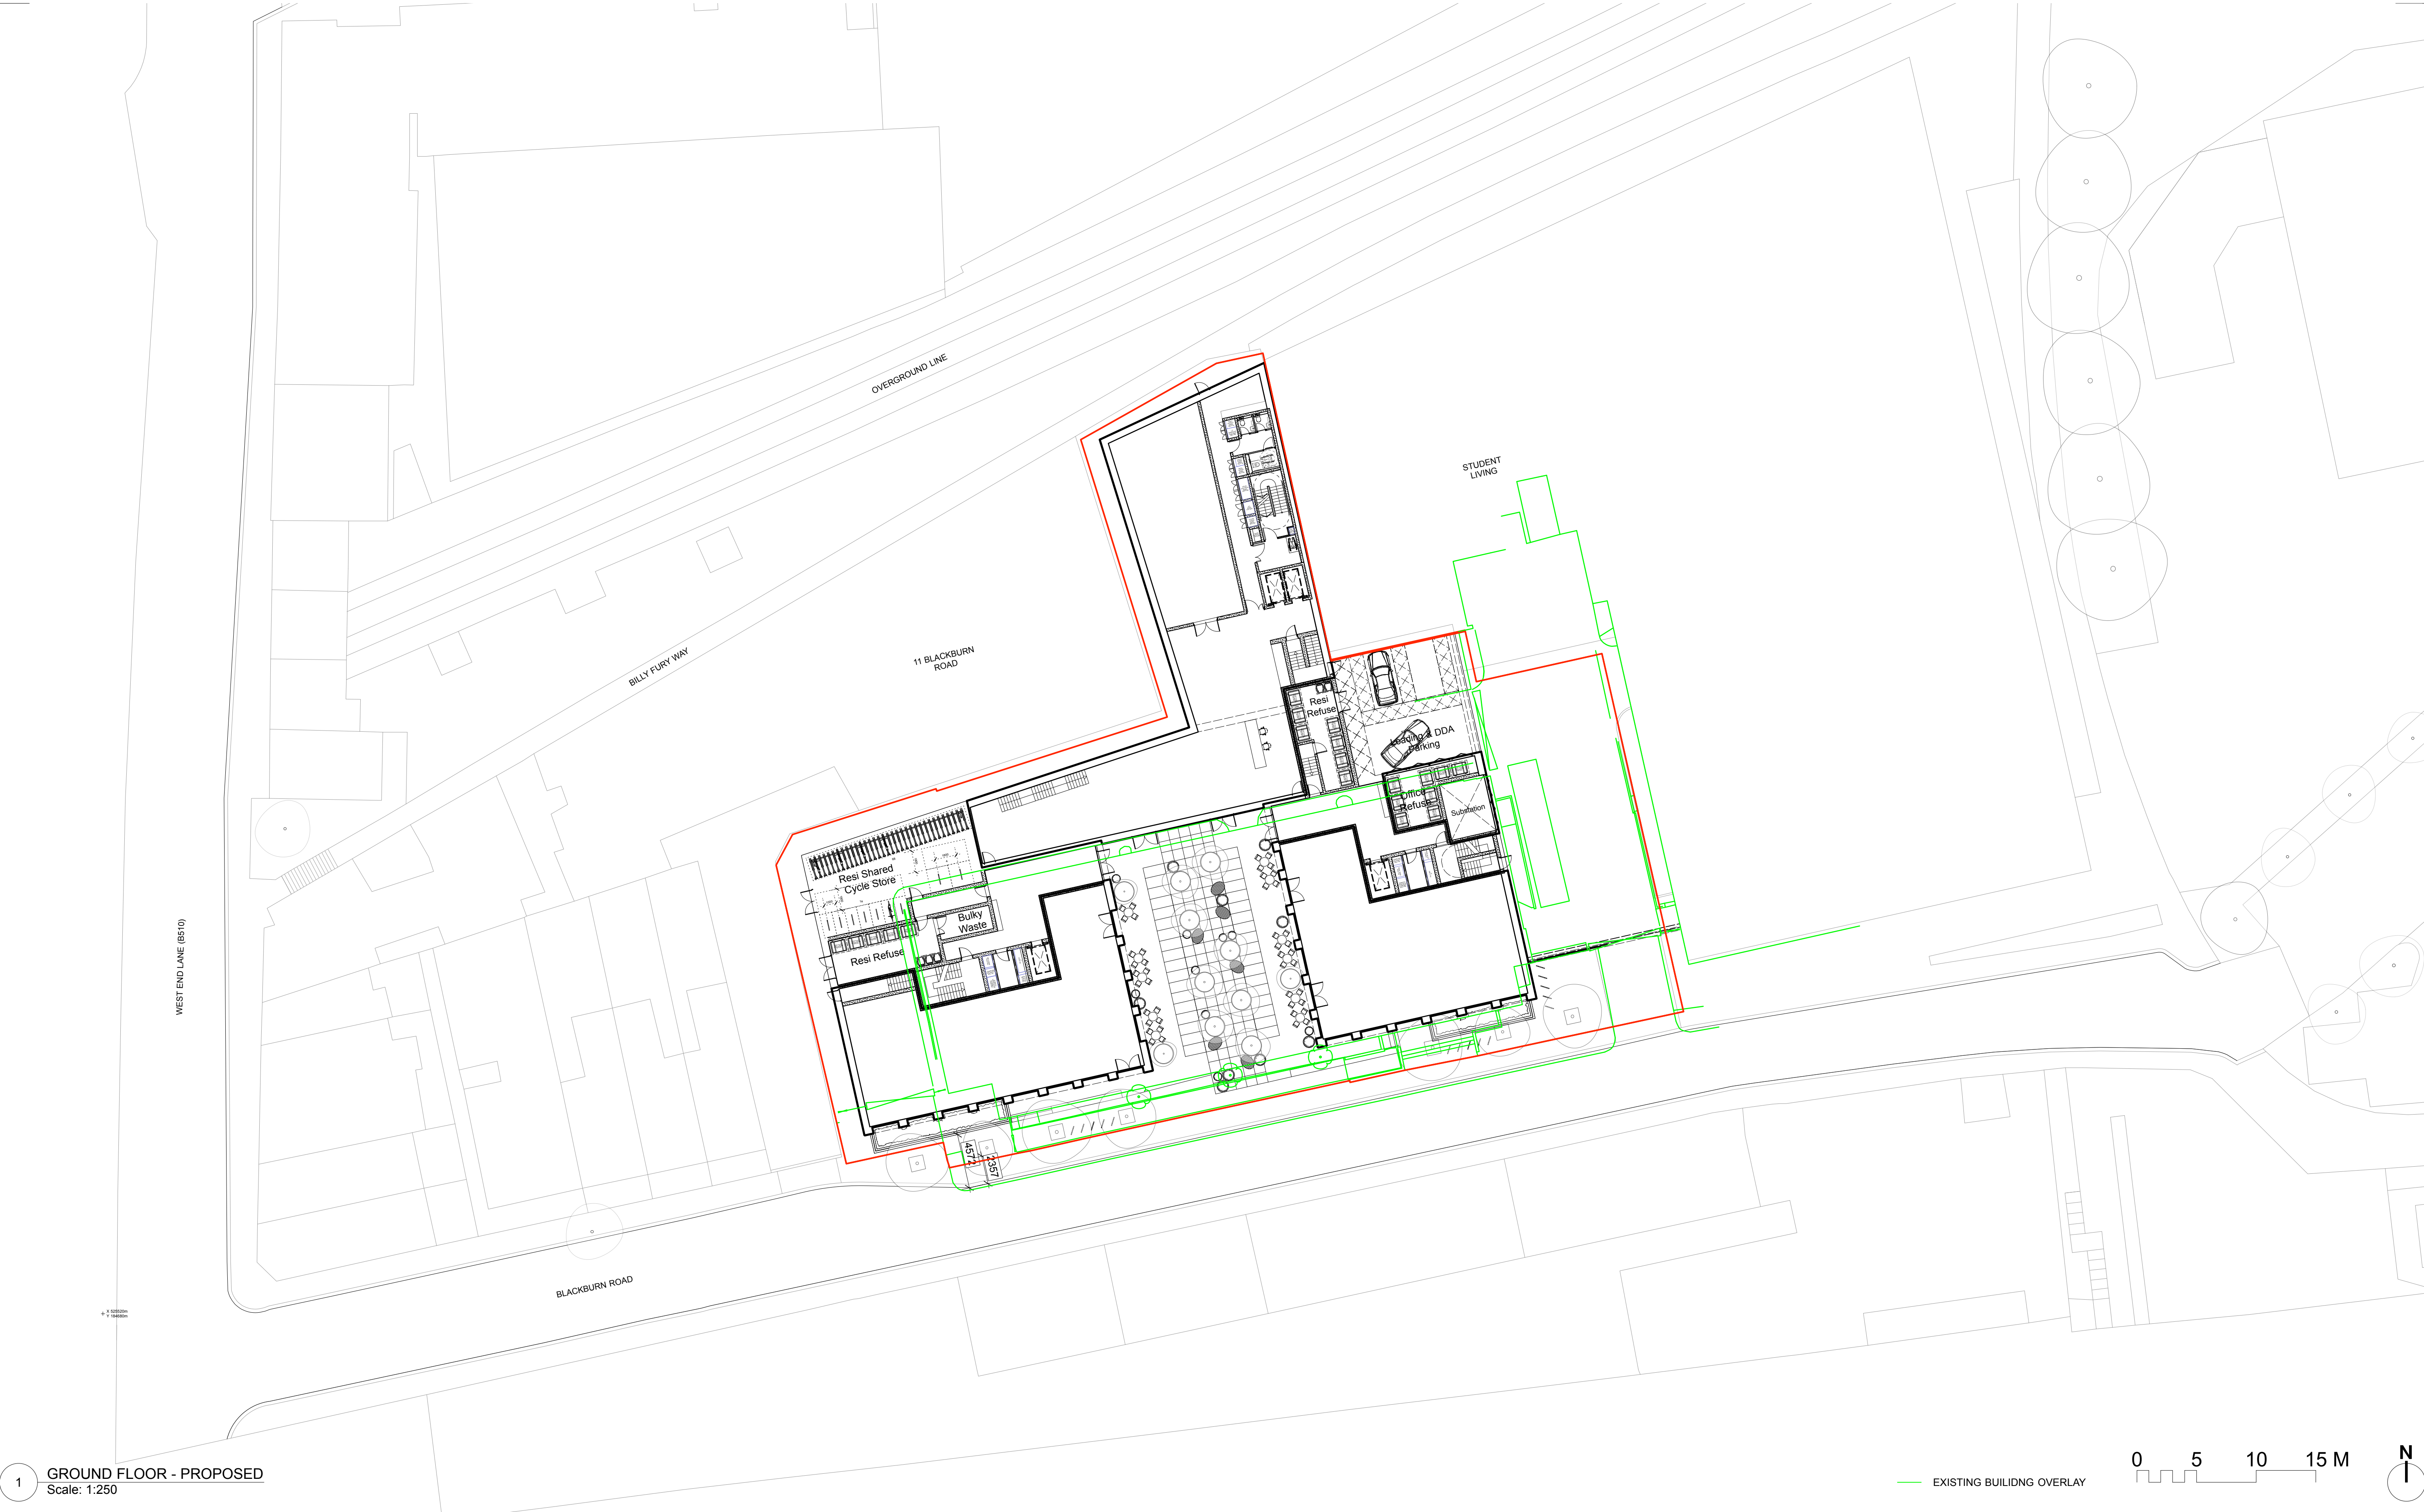 OVERGROUND LINE
STUDENT
LIVING
11 BLACKBURN
ROAD
BILLY FURY WAY
Resi
Refuse
Loading & DDA
Parking
Office
Refuse
Substation
Resi Shared
Cycle Store
Bulky
Waste
Resi Refuse
WEST END LANE (B510)
4572
2357
BLACKBURN ROAD
1
GROUND FLOOR - PROPOSED
Scale: 1:250
EXISTING BUILIDNG OVERLAY
0 5 10 15 M
N